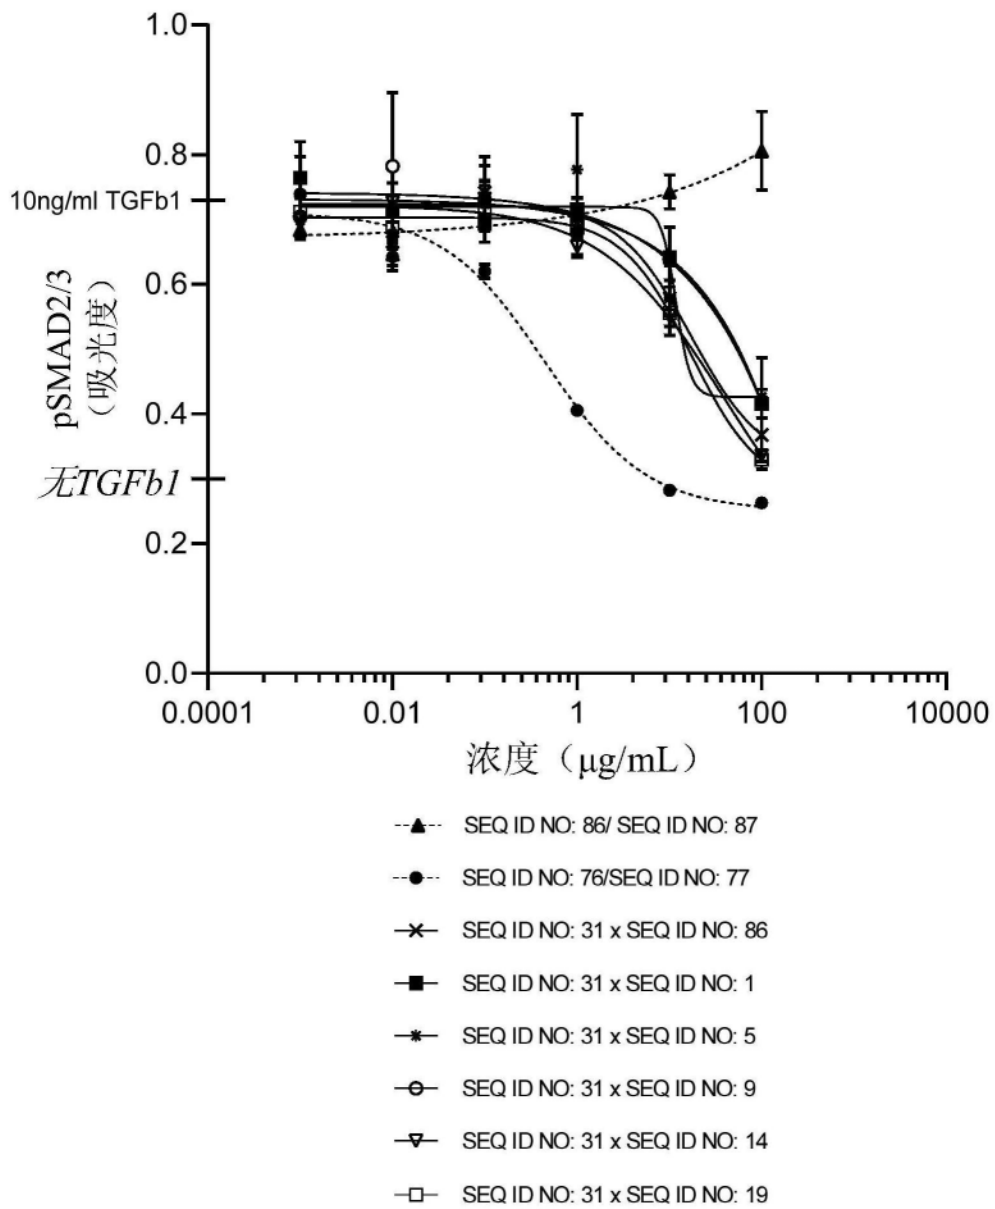 1.0
0.8
10ng/ml TGFb1
0.6
pSMAD2/3
（吸光度）
0.4
无TGFb1
0.2
0.0
0.0001 0.01 1 100 10000
浓度（μg/mL）
SEQ ID NO: 86/ SEQ ID NO: 87
SEQ ID NO: 76/SEQ ID NO: 77
SEQ ID NO: 31 x SEQ ID NO: 86
SEQ ID NO: 31 x SEQ ID NO: 1
SEQ ID NO: 31 x SEQ ID NO: 5
SEQ ID NO: 31 x SEQ ID NO: 9
SEQ ID NO: 31 x SEQ ID NO: 14
SEQ ID NO: 31 x SEQ ID NO: 19